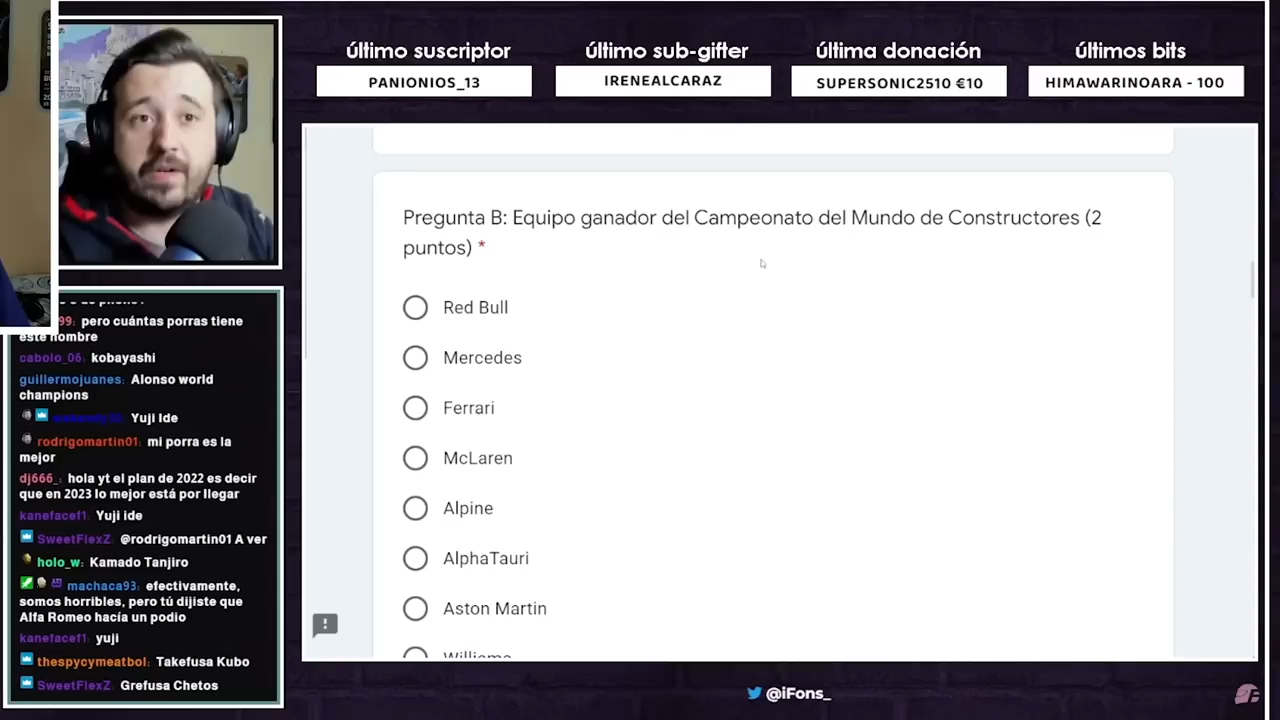 último suscriptor
PANIONIOS_13
último sub-gifter
IRENEALCARAZ
última donación
SUPERSONIC2510 €10
últimos bits
HIMAWARINOARA - 100
Pregunta B: Equipo ganador del Campeonato del Mundo de Constructores (2
puntos) *
Red Bull
Mercedes
Ferrari
McLaren
Alpine
AlphaTauri
Aston Martin
Williams
99: pero cuántas porras tiene
este nombre
cabolo_06: kobayashi
guillermojuanes: Alonso world
champions
Yuji Ide
rodrigomartin01: mi porra es la
mejor
dj666_: hola yt el plan de 2022 es decir
que en 2023 lo mejor está por llegar
kanefacef1: Yuji ide
SweetFlexZ: @rodrigomartin01 A ver
holo_w: Kamado Tanjiro
machaca93: efectivamente,
somos horribles, pero tú dijiste que
Alfa Romeo hacía un podio
kanefacef1: yuji
thespycymeatbol: Takefusa Kubo
SweetFlexZ: Grefusa Chetos
@iFons_